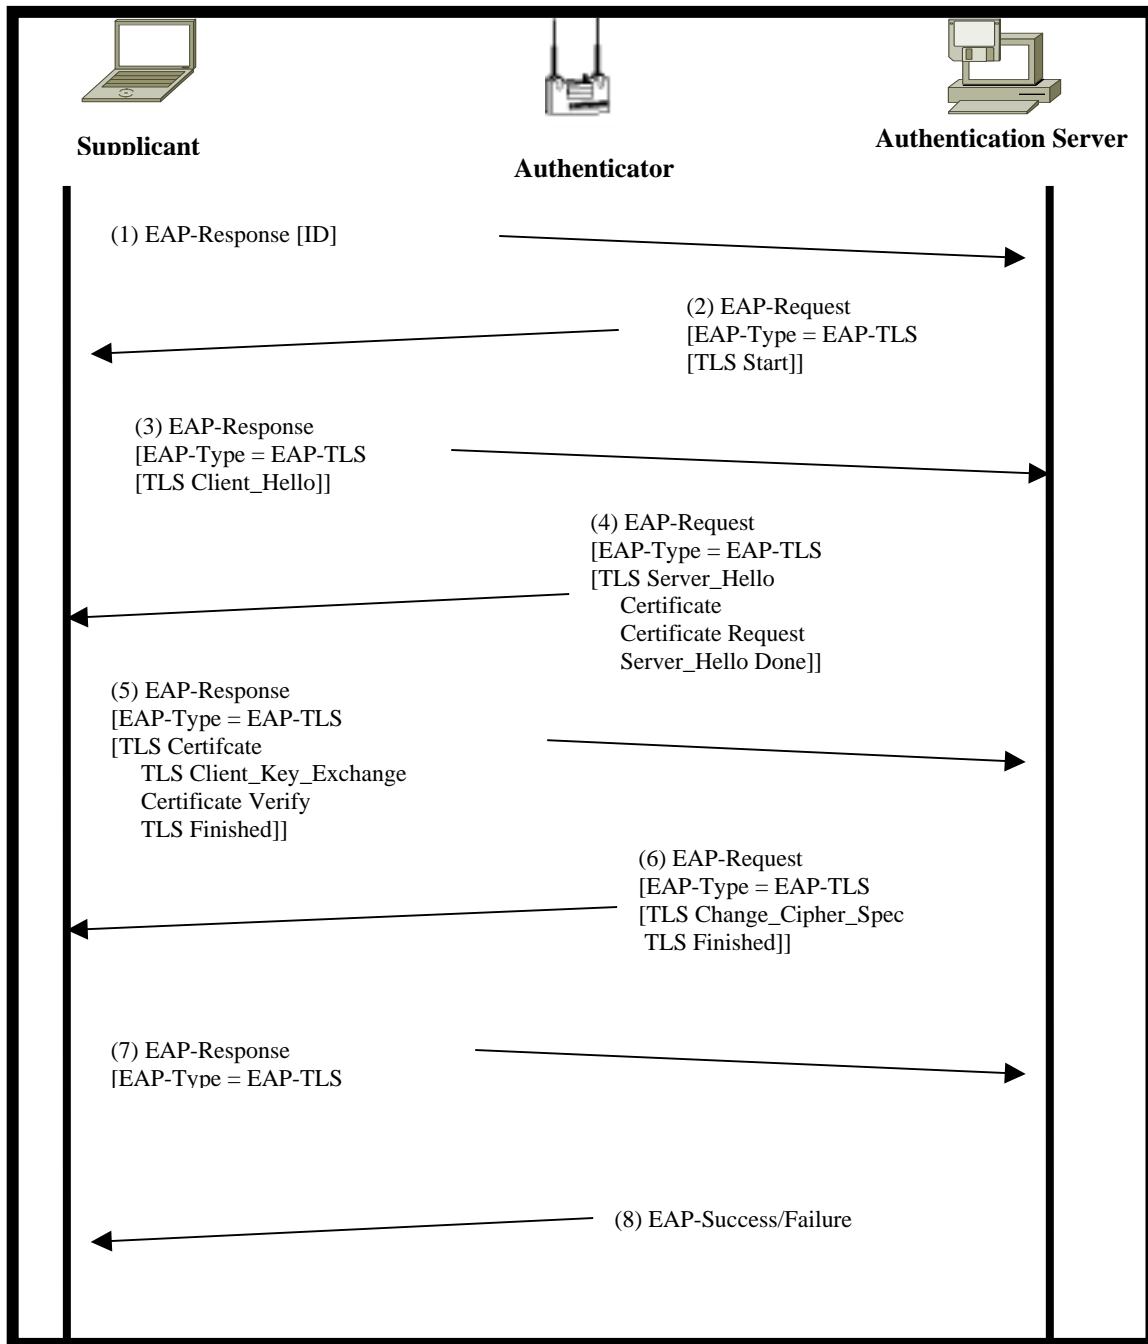 Supplicant
Authenticator
Authentication Server
(1) EAP-Response [ID]
(2) EAP-Request
[EAP-Type = EAP-TLS
[TLS Start]]
(3) EAP-Response
[EAP-Type = EAP-TLS
[TLS Client_Hello]]
(4) EAP-Request
[EAP-Type = EAP-TLS
[TLS Server_Hello
Certificate
Certificate Request
Server_Hello Done]]
(5) EAP-Response
[EAP-Type = EAP-TLS
[TLS Certifcate
TLS Client_Key_Exchange
Certificate Verify
TLS Finished]]
(6) EAP-Request
[EAP-Type = EAP-TLS
[TLS Change_Cipher_Spec
TLS Finished]]
(7) EAP-Response
[EAP-Type = EAP-TLS
(8) EAP-Success/Failure